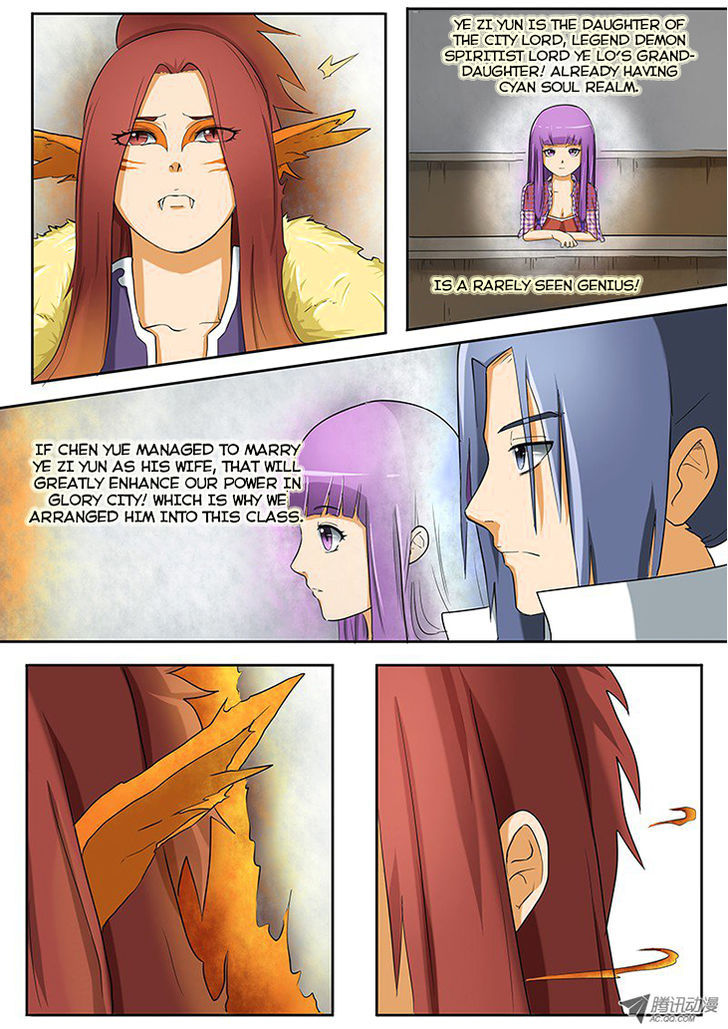 YE ZI YUN IS THE DAUGHTER OF
THE CITY LORD, LEGEND DEMON
SPIRITIST LORD YE LO'S GRAND-
DAUGHTER! ALREADY HAVING
CYAN SOUL REALM.
IS A RARELY SEEN GENIUS!
IF CHEN YUE MANAGED TO MARRY
YE ZI YUN AS HIS WIFE, THAT WILL
GREATLY ENHANCE OUR POWER IN
GLORY CITY! WHICH IS WHY WE
ARRANGED HIM INTO THIS CLASS.
腾讯动漫
AC.QQ.COM